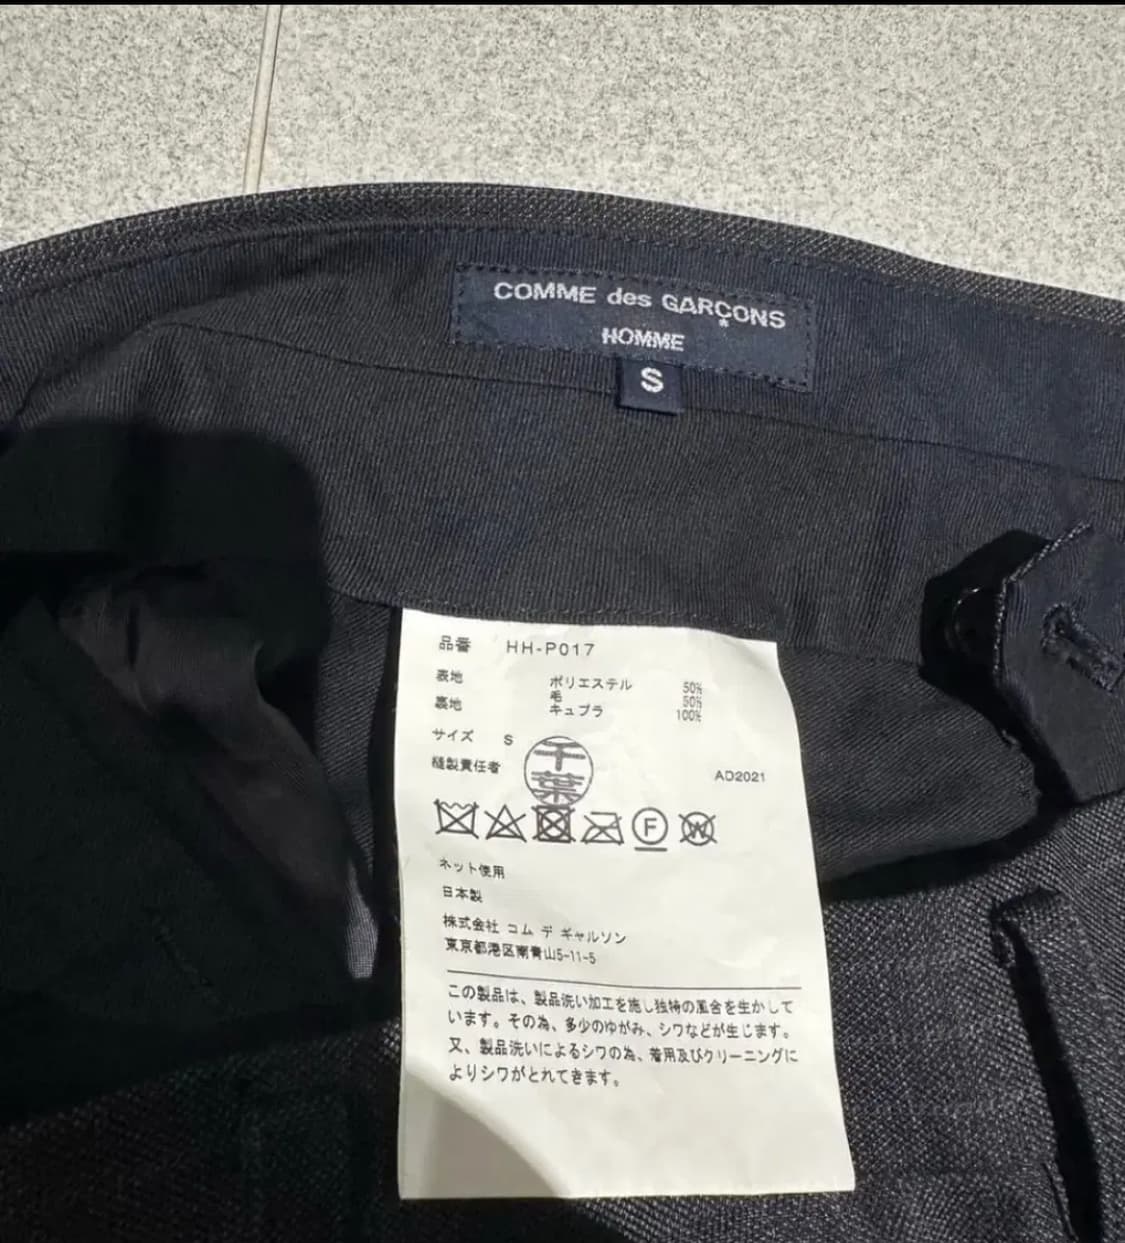 COMME des GARÇONS
HOMME
S
品番 HH-P017
表地 ポリエステル 50%
毛 50%
裏地 キュプラ 100%
サイズ S
縫製責任者 千葉 AD2021
F W
ネット使用
日本製
株式会社 コム デ ギャルソン
東京都港区南青山5-11-5
この製品は、製品洗い加工を施し独特の風合を生かして
います。その為、多少のゆがみ、シワなどが生じます。
又、製品洗いによるシワの為、着用及びクリーニングに
よりシワがとれてきます。